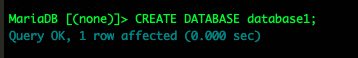 MariaDB [(none)]> CREATE DATABASE database1;
Query OK, 1 row affected (0.000 sec)